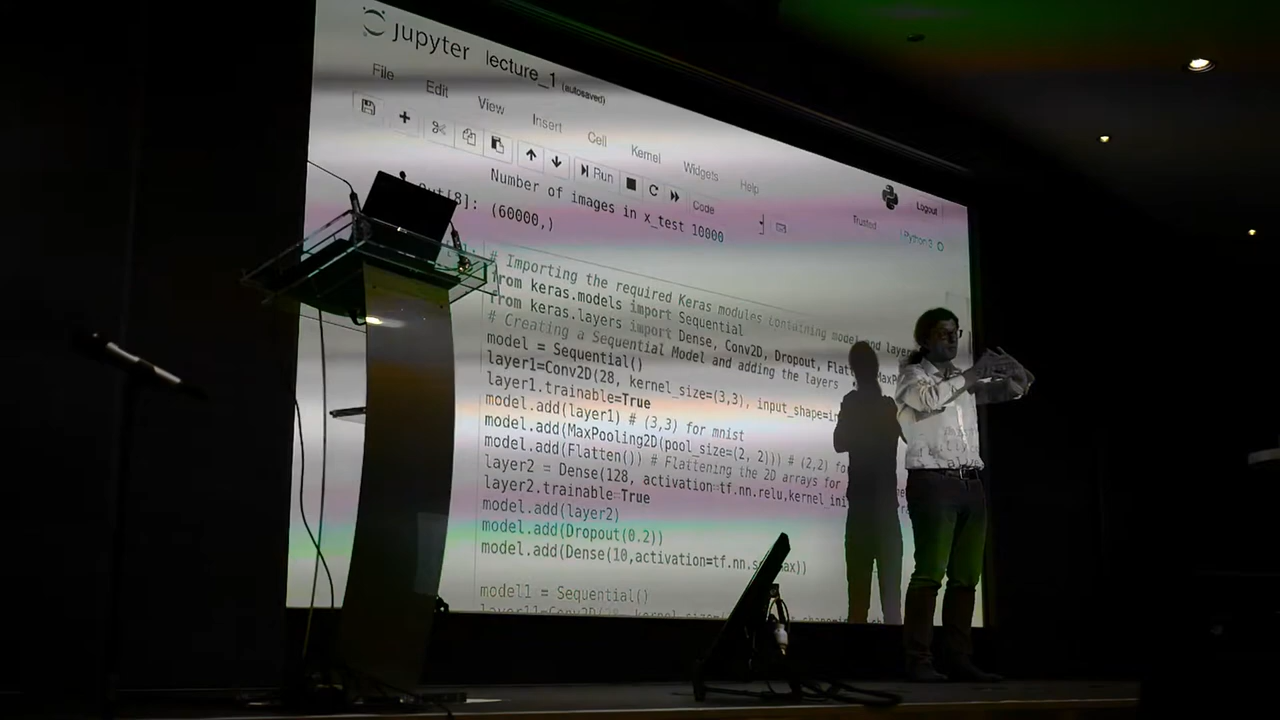 jupyter lecture_1 (autosaved)
File Edit View Insert Cell Kernel Widgets Help
Logout
Run Code Trusted Python 3
Number of images in x_test 10000
Out[8]: (60000,)
# Importing the required Keras modules containing model and layers
from keras.models import Sequential
from keras.layers import Dense, Conv2D, Dropout, Flatten, MaxP
# Creating a Sequential Model and adding the layers
model = Sequential()
layer1=Conv2D(28, kernel_size=(3,3), input_shape=in
layer1.trainable=True
model.add(layer1) # (3,3) for mnist
model.add(MaxPooling2D(pool_size=(2, 2))) # (2,2) fo
model.add(Flatten()) # Flattening the 2D arrays for
layer2 = Dense(128, activation=tf.nn.relu,kernel_ini
layer2.trainable=True
model.add(layer2)
model.add(Dropout(0.2))
model.add(Dense(10,activation=tf.nn.softmax))
model1 = Sequential()
layer11=Conv2D(28, kernel_size=